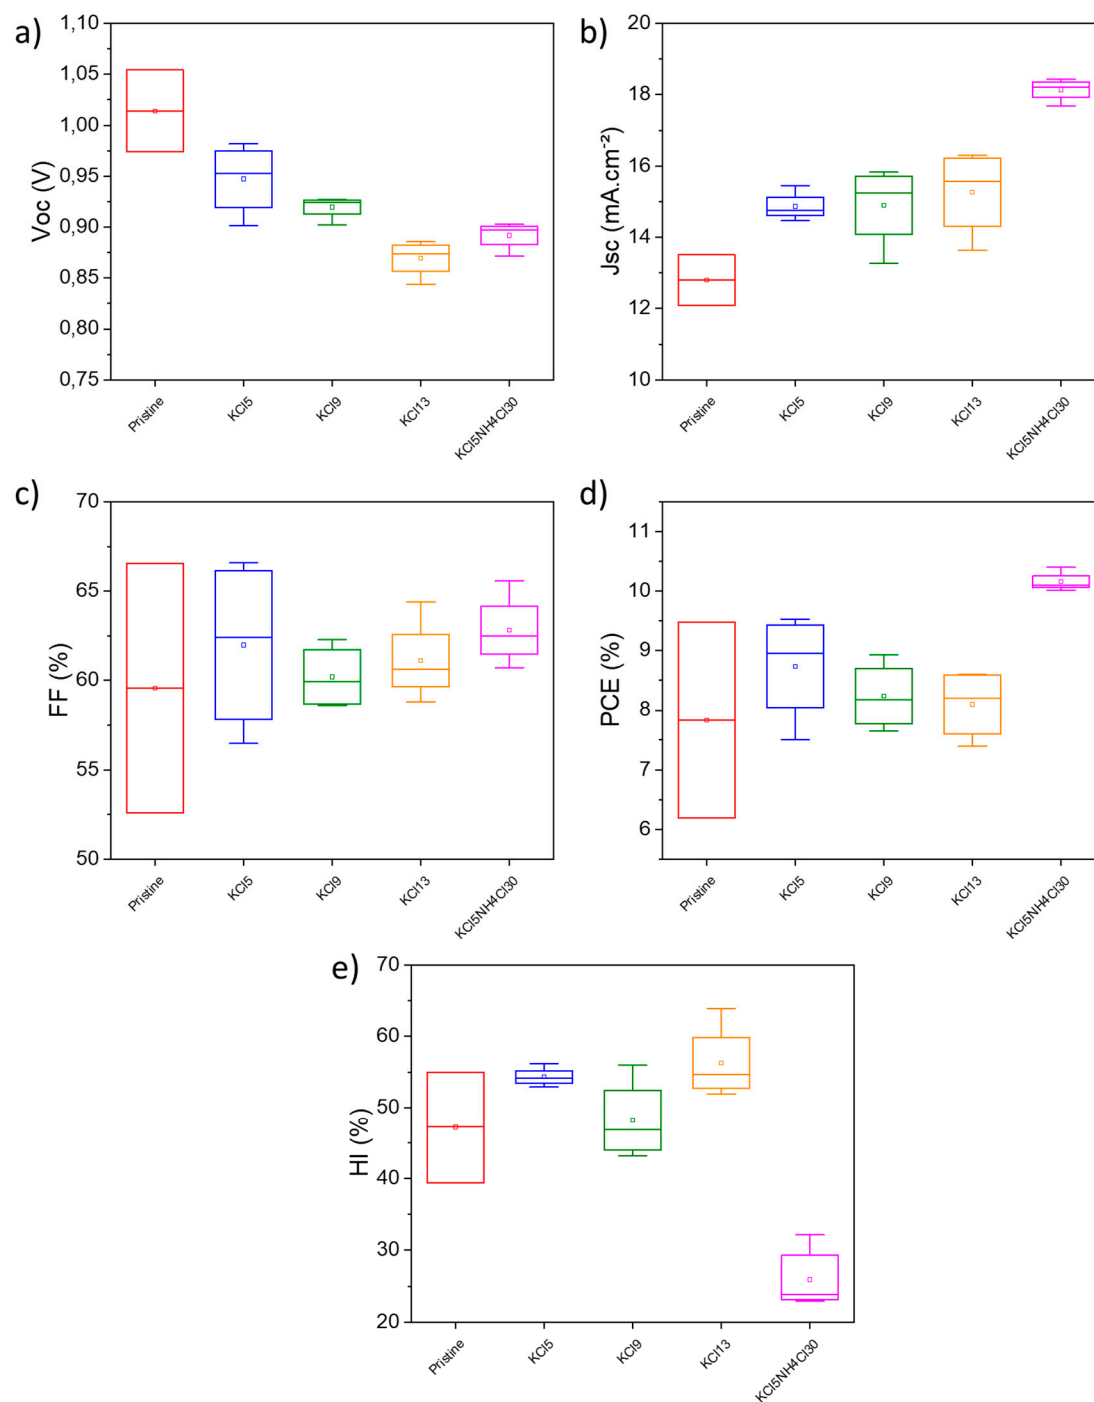 a)
1,10
1,05
1,00
0,95
0,90
0,85
0,80
0,75
Voc (V)
Pristine
KCl5
KCl9
KCl13
KCl5NH4Cl30
b)
20
18
16
14
12
10
Jsc (mA.cm⁻²)
Pristine
KCl5
KCl9
KCl13
KCl5NH4Cl30
c)
70
65
60
55
50
FF (%)
Pristine
KCl5
KCl9
KCl13
KCl5NH4Cl30
d)
11
10
9
8
7
6
PCE (%)
Pristine
KCl5
KCl9
KCl13
KCl5NH4Cl30
e)
70
60
50
40
30
20
HI (%)
Pristine
KCl5
KCl9
KCl13
KCl5NH4Cl30